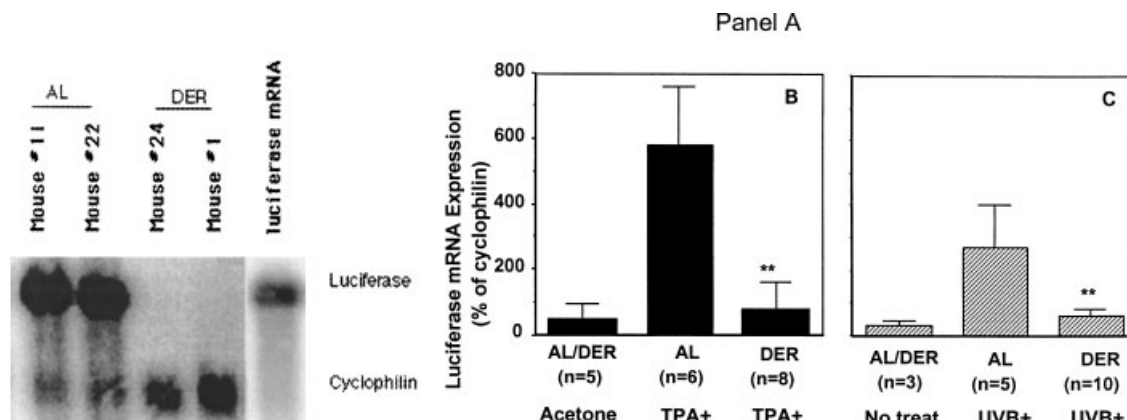 Panel A
AL
DER
Mouse #11
Mouse #22
Mouse #24
Mouse #1
luciferase mRNA
Luciferase
Cyclophilin
Luciferase mRNA Expression
(% of cyclophilin)
800
600
400
200
0
B
**
AL/DER
(n=5)
Acetone
AL
(n=6)
TPA+
DER
(n=8)
TPA+
C
**
AL/DER
(n=3)
No treat
AL
(n=5)
UVB+
DER
(n=10)
UVB+